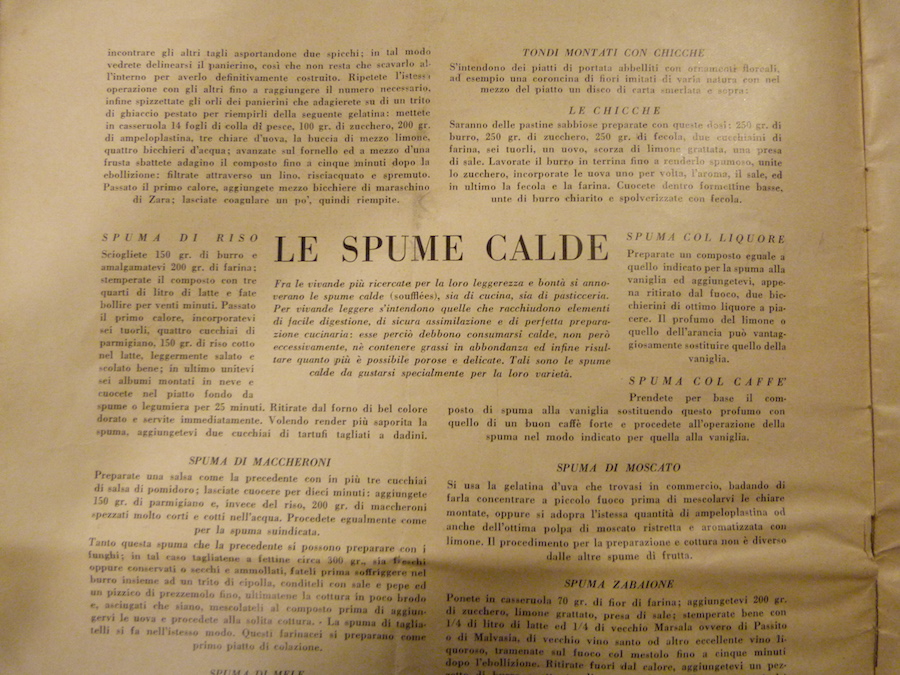 incontrare gli altri tagli asportandone due spicchi; in tal modo
vedrete delinearsi il panierino, così che non resta che scavarlo al-
l'interno per averlo definitivamente costruito. Ripetete l'istessa
operazione con gli altri fino a raggiungere il numero necessario,
infine spizzettate gli orli dei panierini che adagierete su di un trito
di ghiaccio pestato per riempirli della seguente gelatina: mettete
in casseruola 14 fogli di colla di pesce, 100 gr. di zucchero, 200 gr.
di ampeloplastina, tre chiare d'uova, la buccia di mezzo limone,
quattro bicchieri d'acqua; avanzate sul fornello ed a mezzo d'una
frusta sbattete adagino il composto fino a cinque minuti dopo la
ebollizione: filtrate attraverso un lino, risciacquato e spremuto.
Passato il primo calore, aggiungete mezzo bicchiere di maraschino
di Zara; lasciate coagulare un po', quindi riempite.
TONDI MONTATI CON CHICCHE
S'intendono dei piatti di portata abbelliti con ornamenti floreali,
ad esempio una coroncina di fiori imitati di varia natura con nel
mezzo del piatto un disco di carta smerlata e sopra:
LE CHICCHE
Saranno delle pastine sabbiose preparate con queste dosi: 250 gr. di
burro, 250 gr. di zucchero, 250 gr. di fecola, due cucchiaini di
farina, sei tuorli, un uovo, scorza di limone grattata, una presa
di sale. Lavorate il burro in terrina fino a renderlo spumoso, unite
lo zucchero, incorporate le uova uno per volta, l'aroma, il sale, ed
in ultimo la fecola e la farina. Cuocete dentro formettine basse,
unte di burro chiarito e spolverizzate con fecola.
LE SPUME CALDE
Fra le vivande più ricercate per la loro leggerezza e bontà si anno-
verano le spume calde (soufflées), sia di cucina, sia di pasticceria.
Per vivande leggere s'intendono quelle che racchiudono elementi
di facile digestione, di sicura assimilazione e di perfetta prepara-
zione cucinaria: esse perciò debbono consumarsi calde, non però
eccessivamente, nè contenere grassi in abbondanza ed infine risul-
tare quanto più è possibile porose e delicate. Tali sono le spume
calde da gustarsi specialmente per la loro varietà.
SPUMA DI RISO
Sciogliete 150 gr. di burro e
amalgamatevi 200 gr. di farina;
stemperate il composto con tre
quarti di litro di latte e fate
bollire per venti minuti. Passato
il primo calore, incorporatevi
sei tuorli, quattro cucchiai di
parmigiano, 150 gr. di riso cotto
nel latte, leggermente salato e
scolato bene; in ultimo unitevi
sei albumi montati in neve e
cuocete nel piatto fondo da
spume o legumiera per 25 minuti. Ritirate dal forno di bel colore
dorato e servite immediatamente. Volendo render più saporita la
spuma, aggiungetevi due cucchiai di tartufi tagliati a dadini.
SPUMA DI MACCHERONI
Preparate una salsa come la precedente con in più tre cucchiai
di salsa di pomidoro; lasciate cuocere per dieci minuti: aggiungete
150 gr. di parmigiano e, invece del riso, 200 gr. di maccheroni
spezzati molto corti e cotti nell'acqua. Procedete egualmente come
per la spuma suindicata.
Tanto questa spuma che la precedente si possono preparare con i
funghi; in tal caso tagliatene a fettine circa 300 gr., sia freschi
oppure conservati o secchi e ammollati, fateli prima soffriggere nel
burro insieme ad un trito di cipolla, conditeli con sale e pepe ed
un pizzico di prezzemolo fino, ultimatene la cottura in poco brodo
e, asciugati che siano, mescolateli al composto prima di aggiun-
gervi le uova e procedete alla solita cottura. - La spuma di taglia-
telli si fa nell'istesso modo. Questi farinacei si preparano come
primo piatto di colazione.
SPUMA DI MELE
SPUMA COL LIQUORE
Preparate un composto eguale a
quello indicato per la spuma alla
vaniglia ed aggiungetevi, appe-
na ritirato dal fuoco, due bic-
chierini di ottimo liquore a pia-
cere. Il profumo del limone o
quello dell'arancia può vantag-
giosamente sostituire quello della
vaniglia.
SPUMA COL CAFFE'
Prendete per base il com-
posto di spuma alla vaniglia sostituendo questo profumo con
quello di un buon caffè forte e procedete all'operazione della
spuma nel modo indicato per quella alla vaniglia.
SPUMA DI MOSCATO
Si usa la gelatina d'uva che trovasi in commercio, badando di
farla concentrare a piccolo fuoco prima di mescolarvi le chiare
montate, oppure si adopra l'istessa quantità di ampeloplastina od
anche dell'ottima polpa di moscato ristretta e aromatizzata con
limone. Il procedimento per la preparazione e cottura non è diverso
dalle altre spume di frutta.
SPUMA ZABAIONE
Ponete in casseruola 70 gr. di fior di farina; aggiungetevi 200 gr.
di zucchero, limone grattato, presa di sale; stemperate bene con
1/4 di litro di latte ed 1/4 di vecchio Marsala ovvero di Passito
o di Malvasia, di vecchio vino santo od altro eccellente vino li-
quoroso, tramenate sul fuoco col mestolo fino a cinque minuti
dopo l'ebollizione. Ritirate fuori dal calore, aggiungetevi un pez-